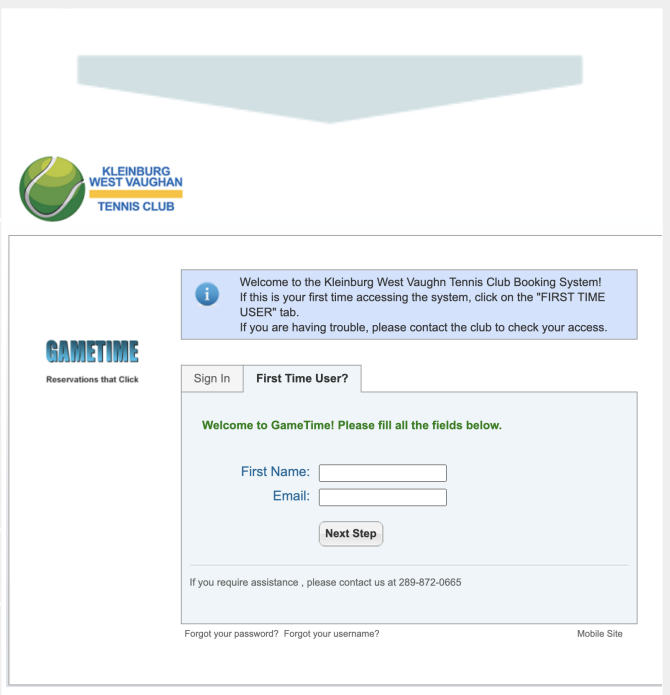 KLEINBURG
WEST VAUGHAN
TENNIS CLUB
Welcome to the Kleinburg West Vaughn Tennis Club Booking System!
If this is your first time accessing the system, click on the "FIRST TIME
USER" tab.
If you are having trouble, please contact the club to check your access.
GAMETIME
Reservations that Click
Sign In
First Time User?
Welcome to GameTime! Please fill all the fields below.
First Name:
Email:
Next Step
If you require assistance , please contact us at 289-872-0665
Forgot your password? Forgot your username?
Mobile Site